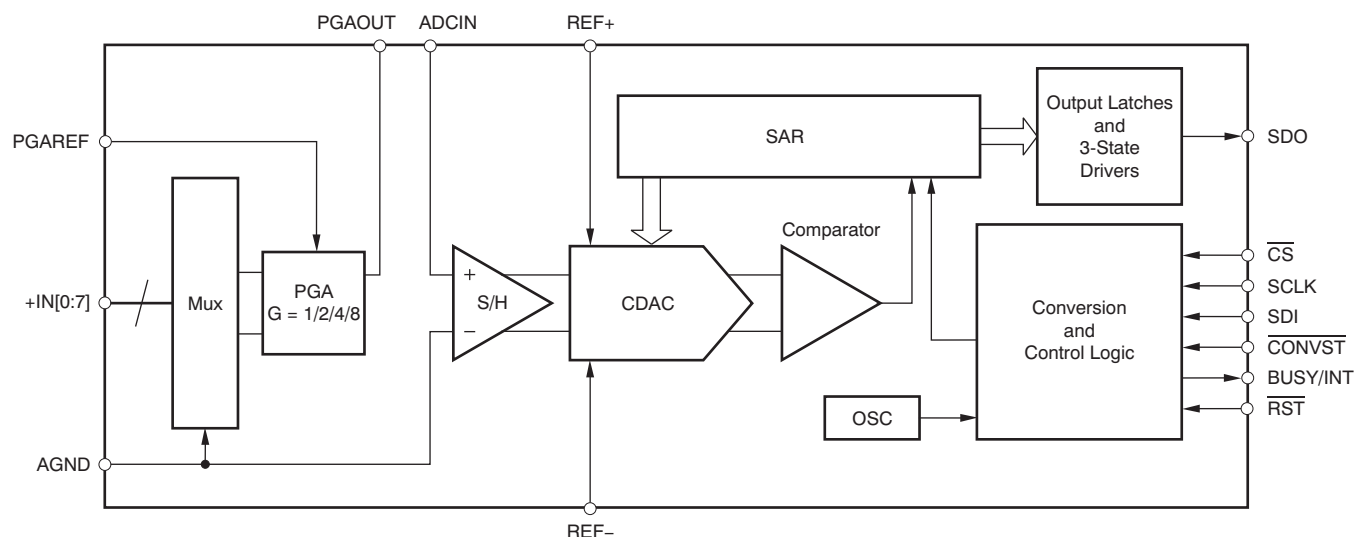 PGAOUT
ADCIN
REF+
PGAREF
SAR
Output Latches
and
3-State
Drivers
SDO
Comparator
+IN[0:7]
Mux
PGA
G = 1/2/4/8
+
S/H
−
CDAC
Conversion
and
Control Logic
CS
SCLK
SDI
CONVST
BUSY/INT
RST
OSC
AGND
REF−